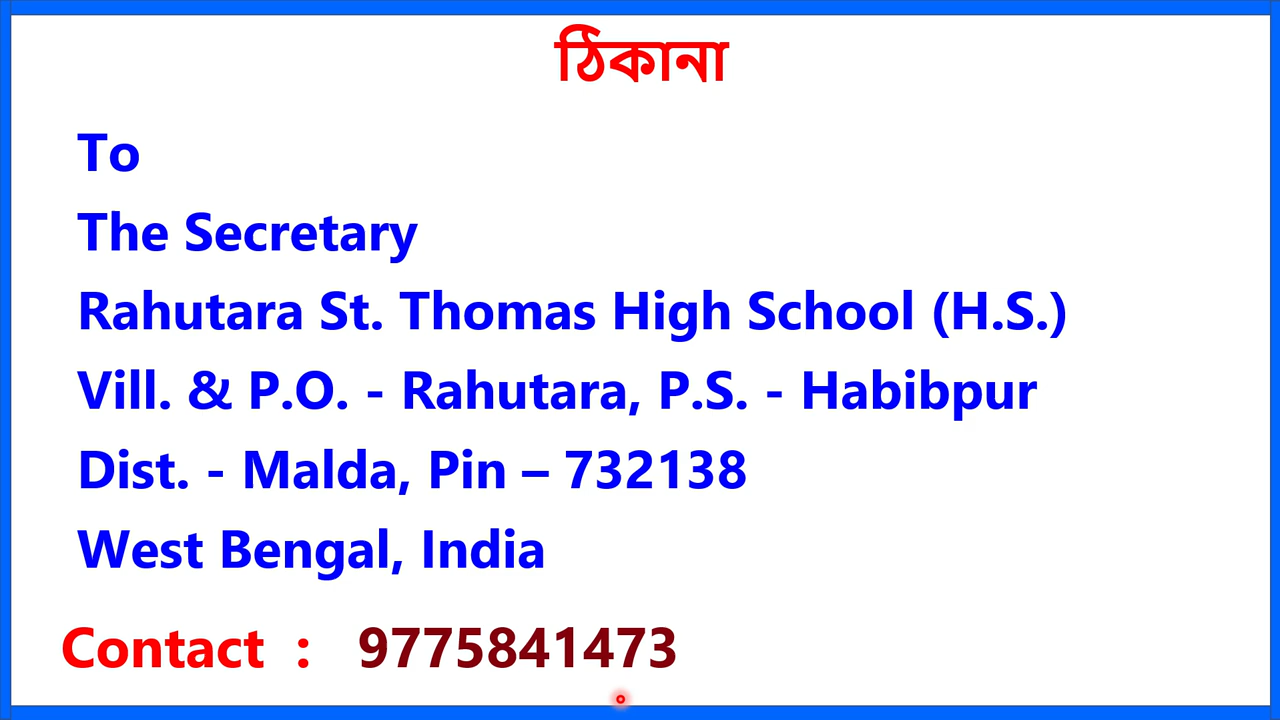 ঠিকানা
To
The Secretary
Rahutara St. Thomas High School (H.S.)
Vill. & P.O. - Rahutara, P.S. - Habibpur
Dist. - Malda, Pin – 732138
West Bengal, India
Contact : 9775841473